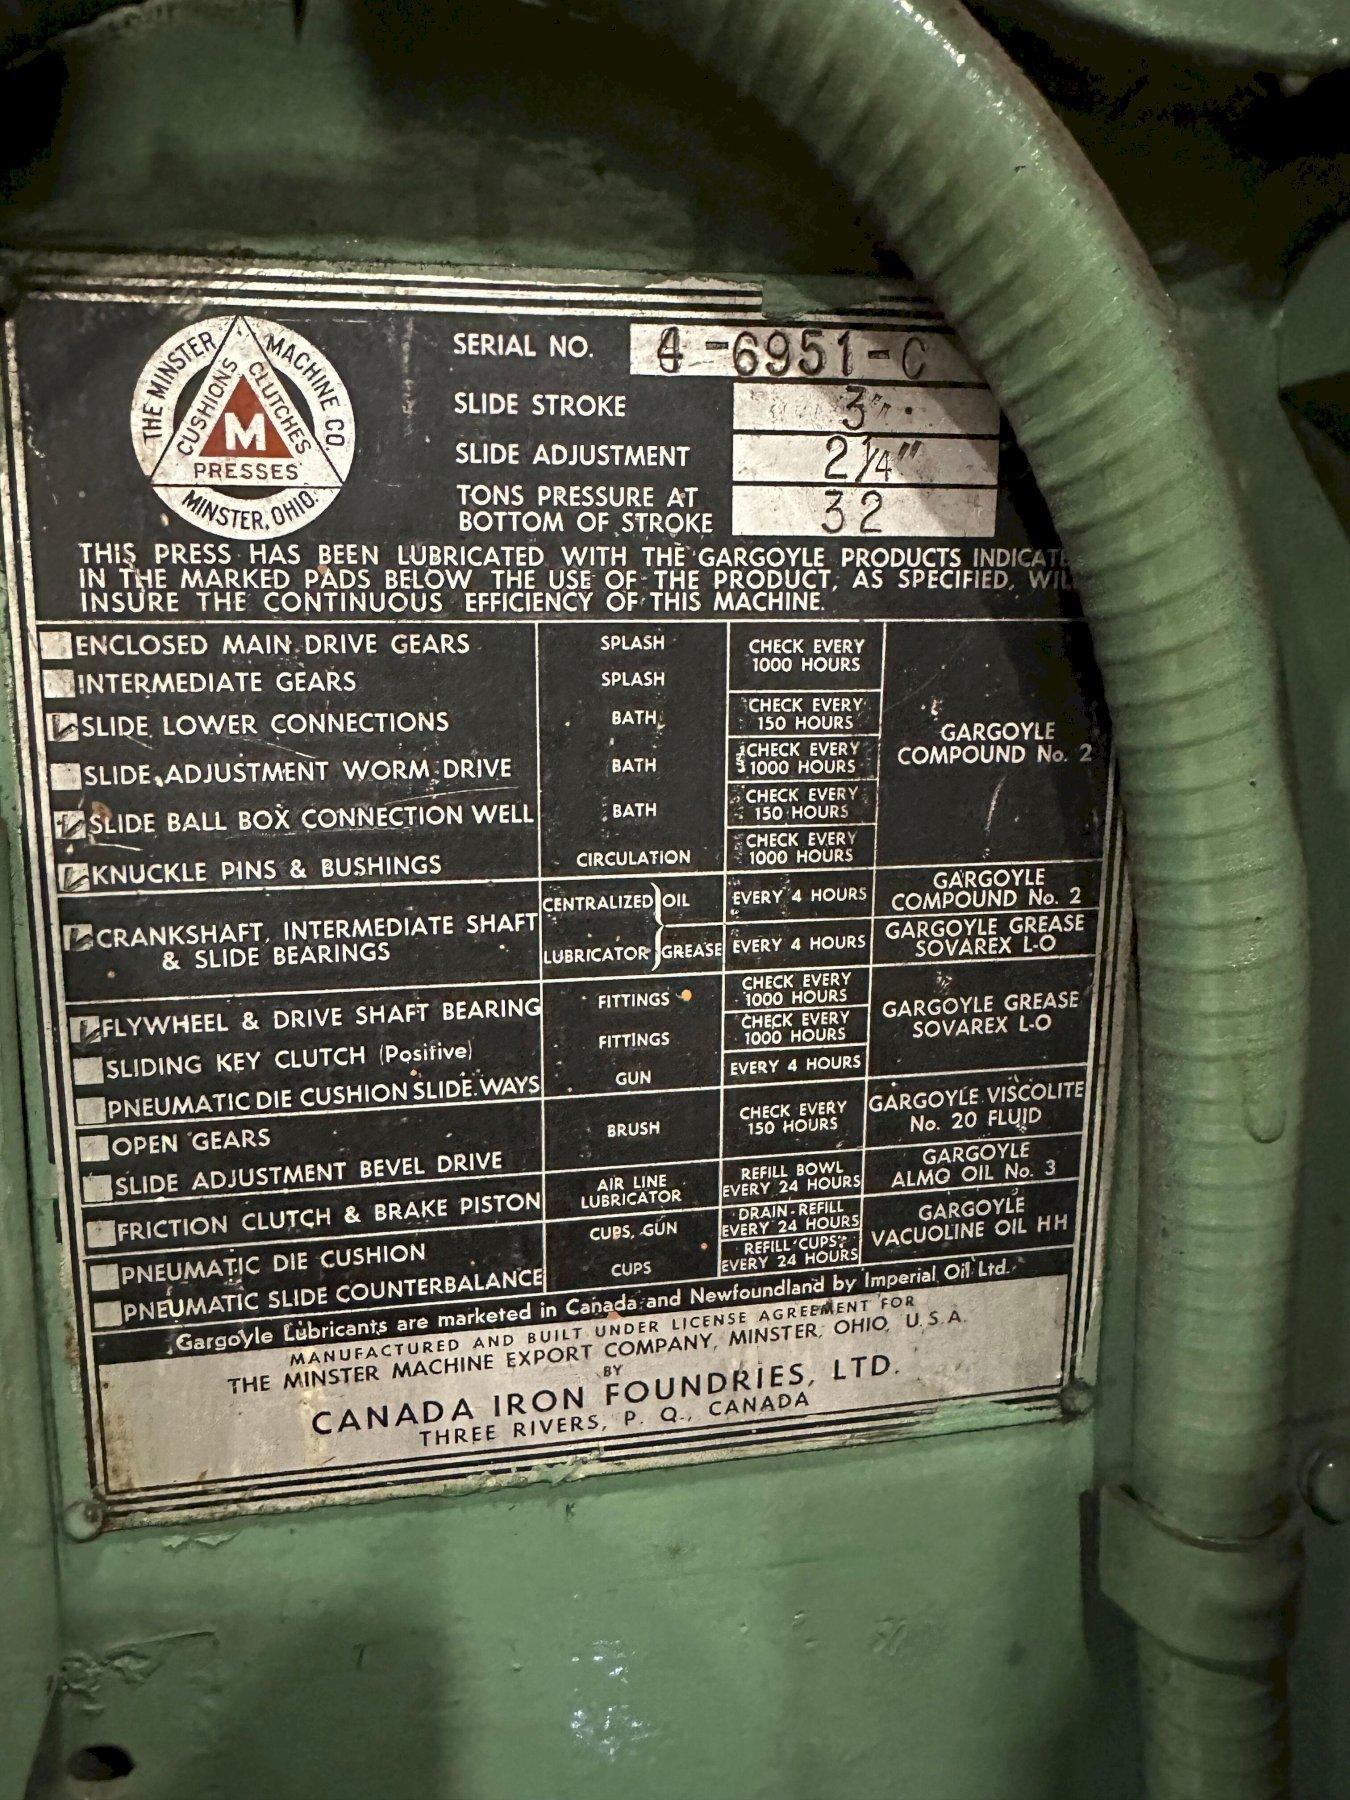 THE MINSTER MACHINE CO.
CUSHIONS CLUTCHES
M
PRESSES
MINSTER, OHIO.
SERIAL NO. 4-6951-C
SLIDE STROKE 3"
SLIDE ADJUSTMENT 2 1/4"
TONS PRESSURE AT
BOTTOM OF STROKE 32
THIS PRESS HAS BEEN LUBRICATED WITH THE GARGOYLE PRODUCTS
IN THE MARKED PADS BELOW THE USE OF THE PRODUCT, AS SPECIFIED,
INSURE THE CONTINUOUS EFFICIENCY OF THIS MACHINE.
ENCLOSED MAIN DRIVE GEARS SPLASH CHECK EVERY 1000 HOURS
INTERMEDIATE GEARS SPLASH
SLIDE LOWER CONNECTIONS BATH CHECK EVERY 150 HOURS
GARGOYLE COMPOUND No. 2
SLIDE ADJUSTMENT WORM DRIVE BATH CHECK EVERY 1000 HOURS
SLIDE BALL BOX CONNECTION WELL BATH CHECK EVERY 150 HOURS
KNUCKLE PINS & BUSHINGS CIRCULATION CHECK EVERY 1000 HOURS
CRANKSHAFT, INTERMEDIATE SHAFT & SLIDE BEARINGS
CENTRALIZED LUBRICATOR
OIL EVERY 4 HOURS GARGOYLE COMPOUND No. 2
GREASE EVERY 4 HOURS GARGOYLE GREASE SOVAREX L-O
FLYWHEEL & DRIVE SHAFT BEARING FITTINGS CHECK EVERY 1000 HOURS
SLIDING KEY CLUTCH (Positive) FITTINGS CHECK EVERY 1000 HOURS
GARGOYLE GREASE SOVAREX L-O
PNEUMATIC DIE CUSHION SLIDE WAYS GUN EVERY 4 HOURS
OPEN GEARS BRUSH CHECK EVERY 150 HOURS GARGOYLE VISCOLITE No. 20 FLUID
SLIDE ADJUSTMENT BEVEL DRIVE
FRICTION CLUTCH & BRAKE PISTON AIR LINE LUBRICATOR REFILL BOWL EVERY 24 HOURS GARGOYLE ALMO OIL No. 3
PNEUMATIC DIE CUSHION CUPS, GUN DRAIN-REFILL EVERY 24 HOURS
PNEUMATIC SLIDE COUNTERBALANCE CUPS REFILL CUPS EVERY 24 HOURS
GARGOYLE VACUOLINE OIL HH
Gargoyle Lubricants are marketed in Canada and Newfoundland by Imperial Oil Ltd.
MANUFACTURED AND BUILT UNDER LICENSE AGREEMENT FOR
THE MINSTER MACHINE EXPORT COMPANY, MINSTER, OHIO, U.S.A.
BY
CANADA IRON FOUNDRIES, LTD.
THREE RIVERS, P. Q., CANADA